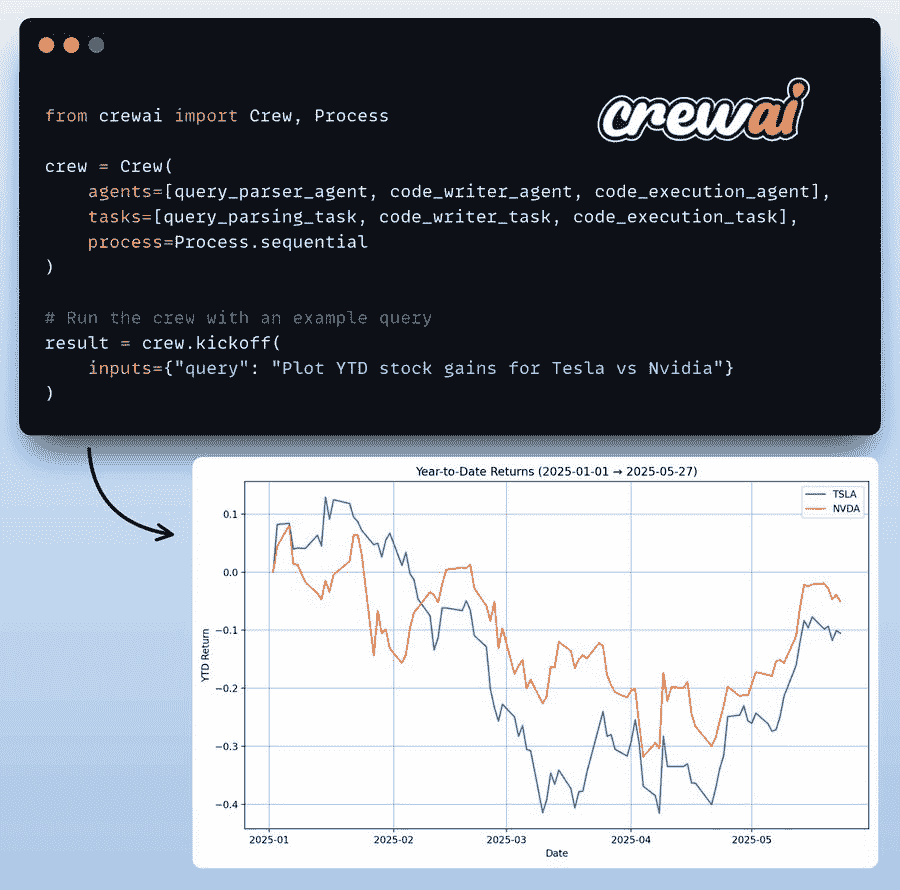 crewai
from crewai import Crew, Process
crew = Crew(
    agents=[query_parser_agent, code_writer_agent, code_execution_agent],
    tasks=[query_parsing_task, code_writer_task, code_execution_task],
    process=Process.sequential
)
# Run the crew with an example query
result = crew.kickoff(
    inputs={"query": "Plot YTD stock gains for Tesla vs Nvidia"}
)
Year-to-Date Returns (2025-01-01 → 2025-05-27)
TSLA
NVDA
YTD Return
0.1
0.0
−0.1
−0.2
−0.3
−0.4
2025-01 2025-02 2025-03 2025-04 2025-05
Date